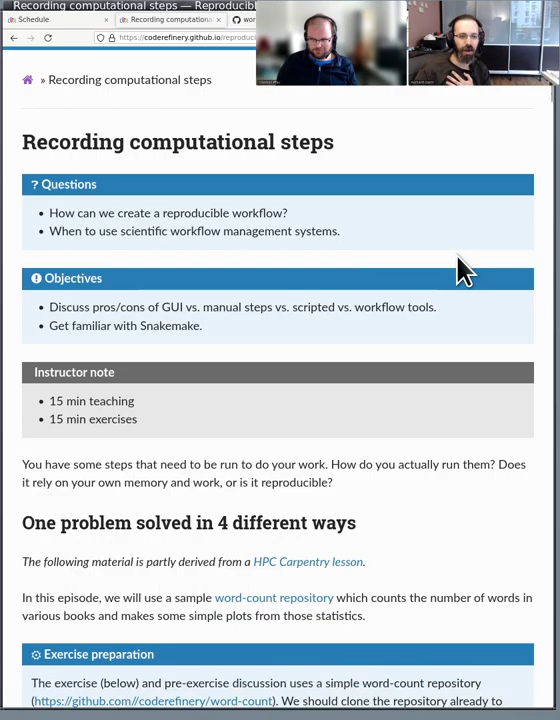 Recording computational steps — Reproducibl
Schedule
Recording computational
wor
https://coderefinery.github.io/reproduci
» Recording computational steps
Recording computational steps
? Questions
• How can we create a reproducible workflow?
• When to use scientific workflow management systems.
Objectives
• Discuss pros/cons of GUI vs. manual steps vs. scripted vs. workflow tools.
• Get familiar with Snakemake.
Instructor note
• 15 min teaching
• 15 min exercises
You have some steps that need to be run to do your work. How do you actually run them? Does
it rely on your own memory and work, or is it reproducible?
One problem solved in 4 different ways
The following material is partly derived from a HPC Carpentry lesson.
In this episode, we will use a sample word-count repository which counts the number of words in
various books and makes some simple plots from those statistics.
Exercise preparation
The exercise (below) and pre-exercise discussion uses a simple word-count repository
(https://github.com//coderefinery/word-count). We should clone the repository already to